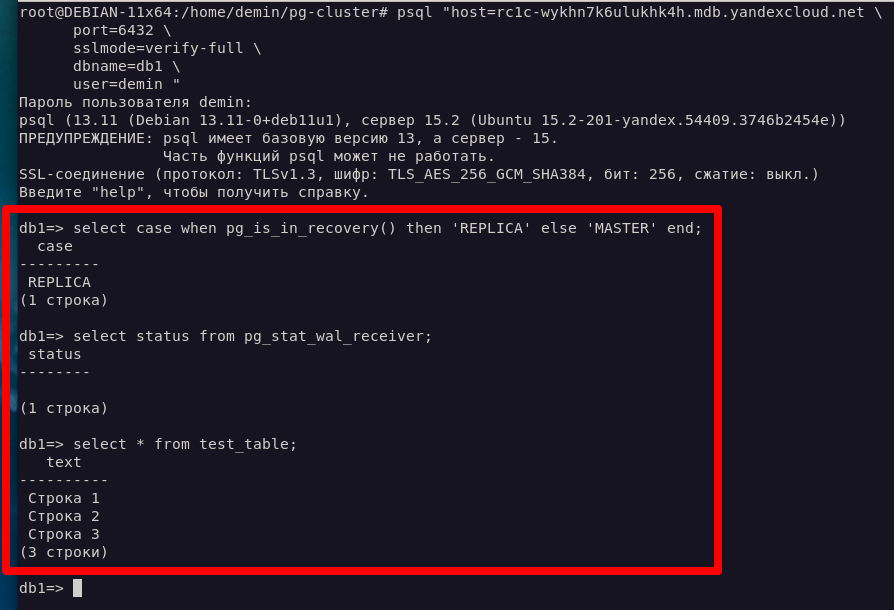 root@DEBIAN-11x64:/home/demin/pg-cluster# psql "host=rc1c-wykhn7k6ulukhk4h.mdb.yandexcloud.net \
port=6432 \
sslmode=verify-full \
dbname=db1 \
user=demin "
Пароль пользователя demin:
psql (13.11 (Debian 13.11-0+deb11u1), сервер 15.2 (Ubuntu 15.2-201-yandex.54409.3746b2454e))
ПРЕДУПРЕЖДЕНИЕ: psql имеет базовую версию 13, а сервер - 15.
Часть функций psql может не работать.
SSL-соединение (протокол: TLSv1.3, шифр: TLS_AES_256_GCM_SHA384, бит: 256, сжатие: выкл.)
Введите "help", чтобы получить справку.
db1=> select case when pg_is_in_recovery() then 'REPLICA' else 'MASTER' end;
case
---------
REPLICA
(1 строка)
db1=> select status from pg_stat_wal_receiver;
status
--------
(1 строка)
db1=> select * from test_table;
text
----------
Строка 1
Строка 2
Строка 3
(3 строки)
db1=>